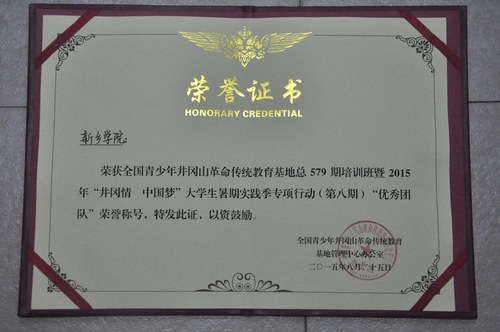 荣誉证书
HONORARY CREDENTIAL
新乡学院:
荣获全国青少年井冈山革命传统教育基地总 579 期培训班暨 2015
年“井冈情 中国梦”大学生暑期实践季专项行动(第八期)“优秀团
队”荣誉称号,特发此证,以资鼓励。
全国青少年井冈山革命传统教育
基地管理中心办公室
二〇一五年八月二十五日